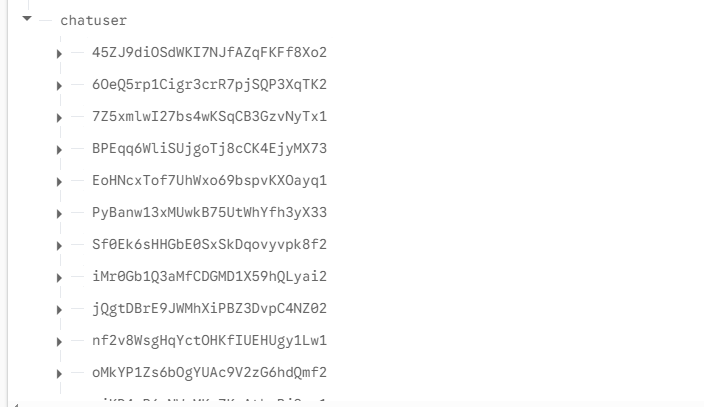 chatuser
45ZJ9diOSdWKI7NJfAZqFKFf8Xo2
6OeQ5rp1Cigr3crR7pjSQP3XqTK2
7Z5xmlwI27bs4wKSqCB3GzvNyTx1
BPEqq6WliSUjgoTj8cCK4EjyMX73
EoHNcxTof7UhWxo69bspvKXOayq1
PyBanw13xMUwkB75UtWhYfh3yX33
Sf0Ek6sHHGbE0SxSkDqovyvpk8f2
iMr0Gb1Q3aMfCDGMD1X59hQLyai2
jQgtDBrE9JWMhXiPBZ3DvpC4NZ02
nf2v8WsgHqYctOHKfIUEHUgy1Lw1
oMkYP1Zs6bOgYUAc9V2zG6hdQmf2